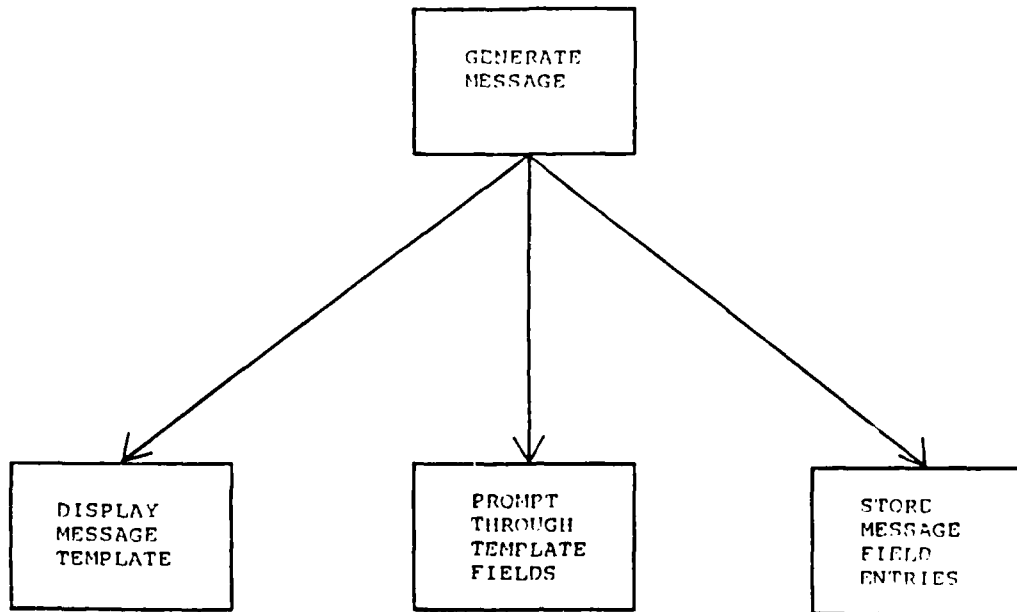 GENERATE
MESSAGE
DISPLAY
MESSAGE
TEMPLATE
PROMPT
THROUGH
TEMPLATE
FIELDS
STORE
MESSAGE
FIELD
ENTRIES